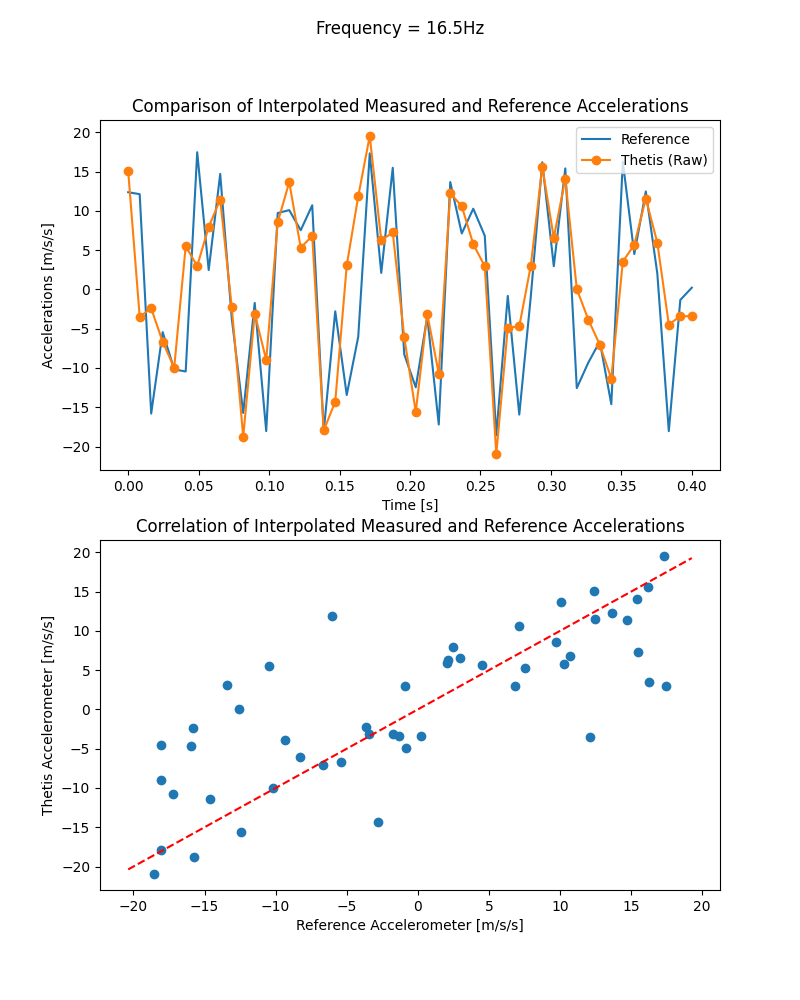 Frequency = 16.5Hz
Comparison of Interpolated Measured and Reference Accelerations
Reference
Thetis (Raw)
Accelerations [m/s/s]
20
15
10
5
0
−5
−10
−15
−20
0.00 0.05 0.10 0.15 0.20 0.25 0.30 0.35 0.40
Time [s]
Correlation of Interpolated Measured and Reference Accelerations
Thetis Accelerometer [m/s/s]
20
15
10
5
0
−5
−10
−15
−20
−20 −15 −10 −5 0 5 10 15 20
Reference Accelerometer [m/s/s]